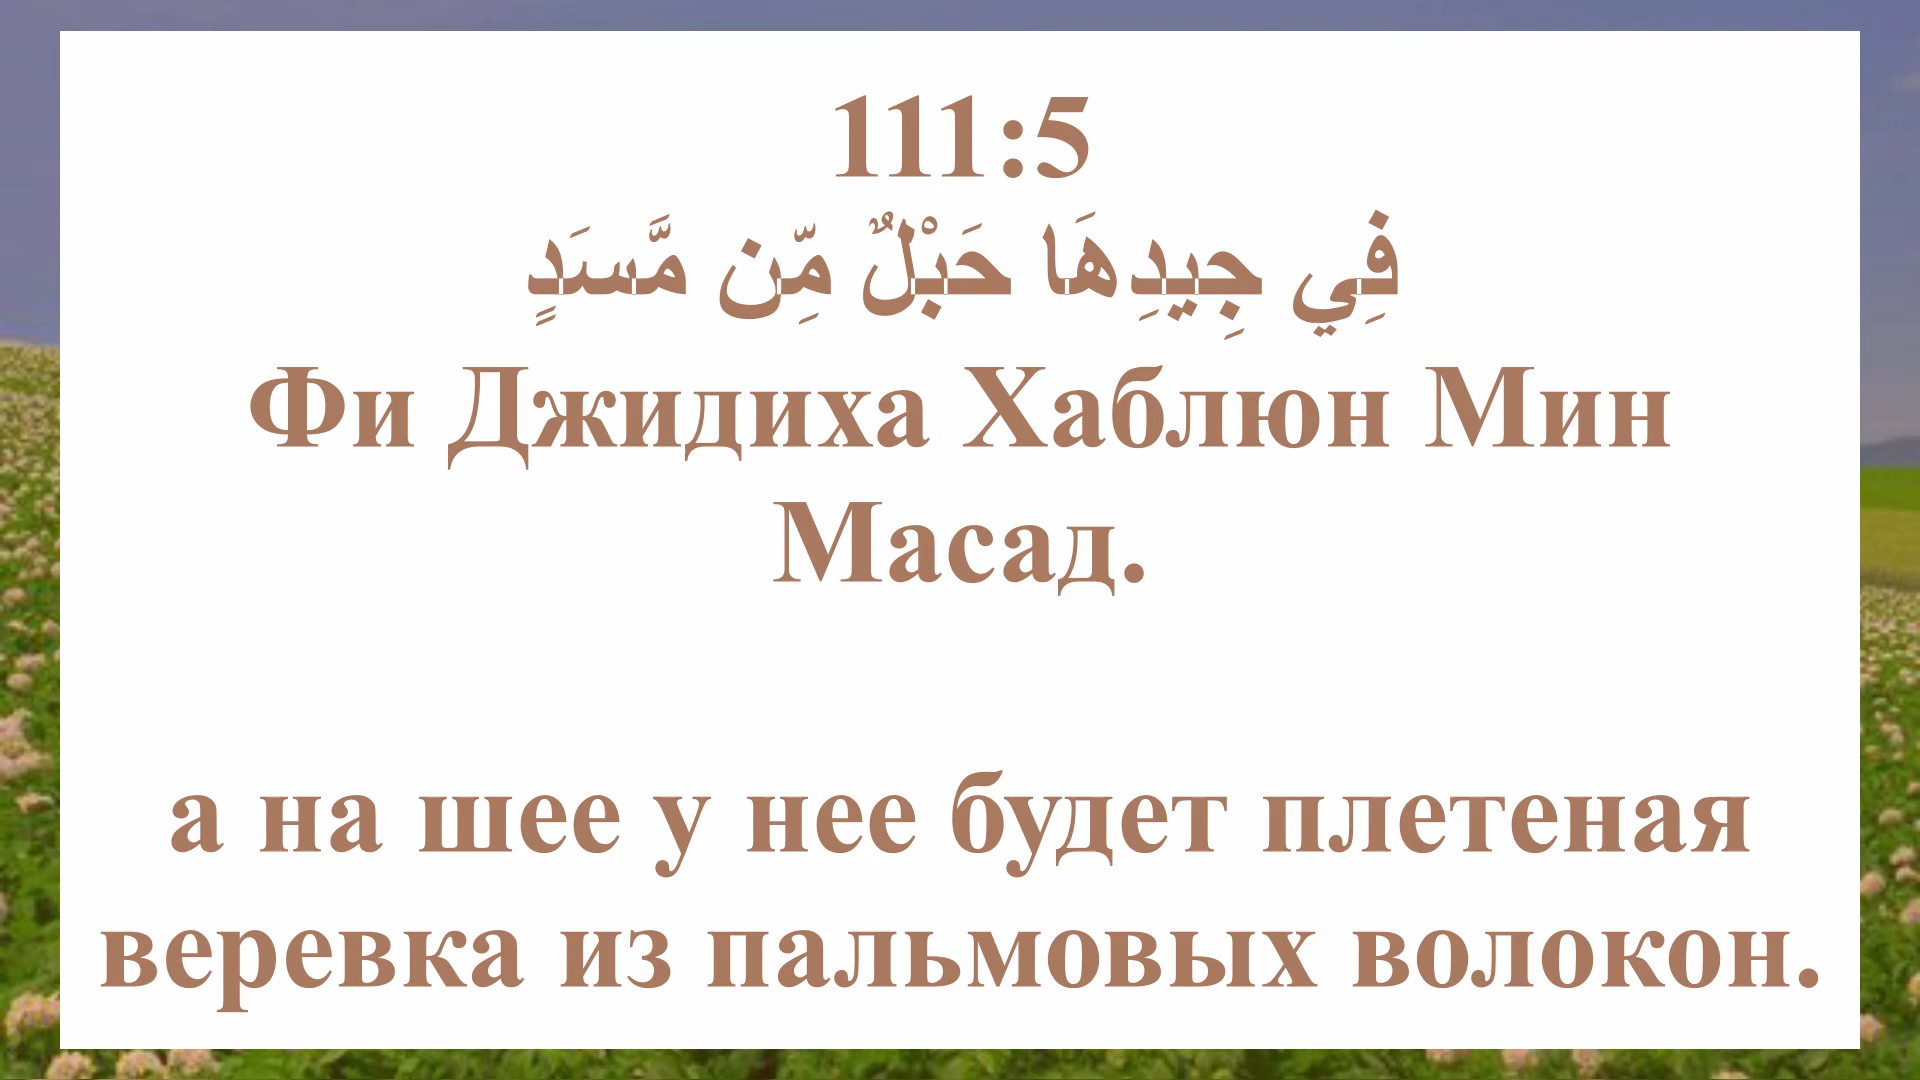 111:5
فِي جِيدِهَا حَبْلٌ مِّن مَّسَدٍ
Фи Джидиха Хаблюн Мин
Масад.
а на шее у нее будет плетеная
веревка из пальмовых волокон.